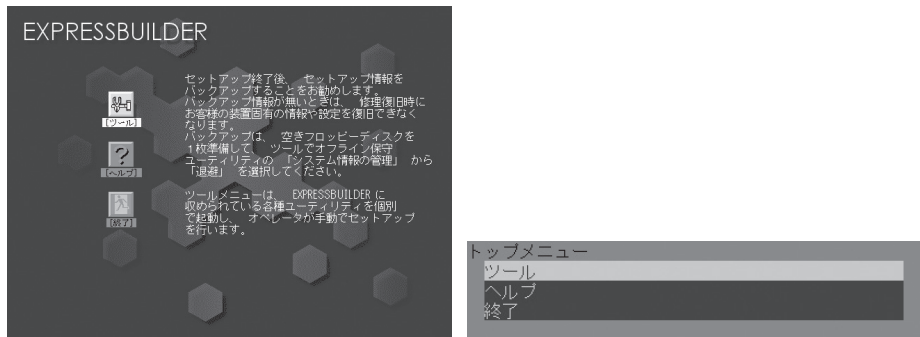 EXPRESSBUILDER
セットアップ終了後、 セットアップ情報を
バックアップすることをお勧めします。
バックアップ情報が無いときは、 修理復旧時に
お客様の装置固有の情報や設定を復旧できなく
なります。
バックアップは、 空きフロッピーディスクを
1枚準備して、 ツールでオフライン保守
ユーティリティの 「システム情報の管理」 から
「退避」 を選択してください。
ツールメニューは、 EXPRESSBUILDER に
収められている各種ユーティリティを個別
で起動し、 オペレータが手動でセットアップ
を行います。
[ツール]
[ヘルプ]
[終了]
トップメニュー
ツール
ヘルプ
終了